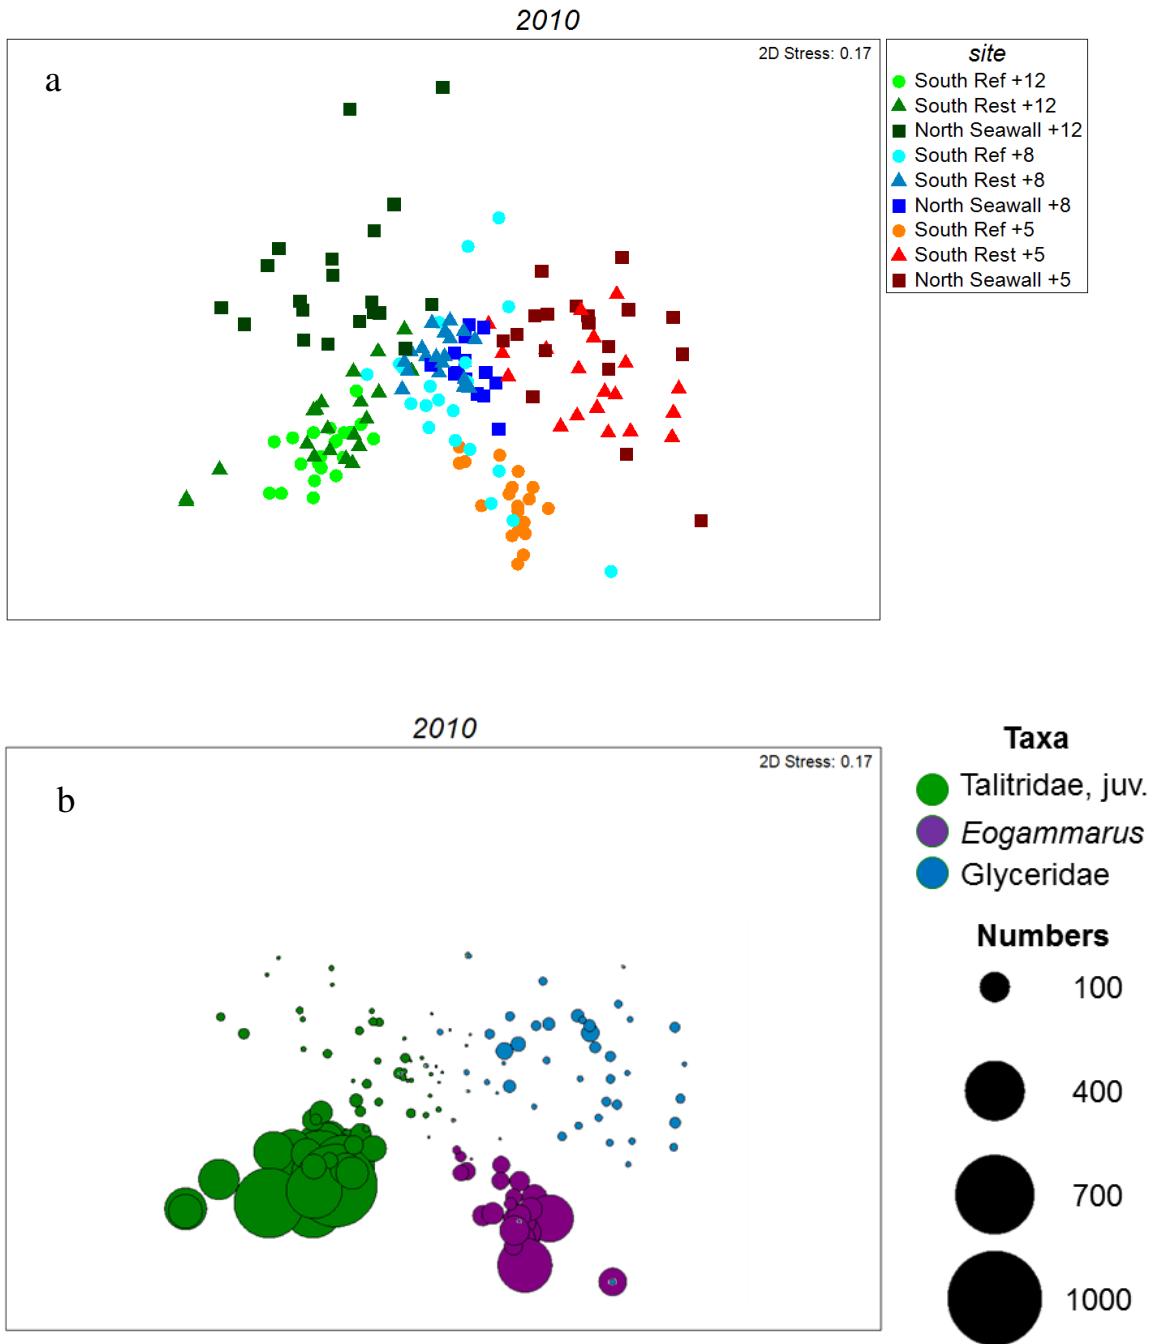 2010
2D Stress: 0.17
a
site
South Ref +12
South Rest +12
North Seawall +12
South Ref +8
South Rest +8
North Seawall +8
South Ref +5
South Rest +5
North Seawall +5
2010
2D Stress: 0.17
b
Taxa
Talitridae, juv.
Eogammarus
Glyceridae
Numbers
100
400
700
1000